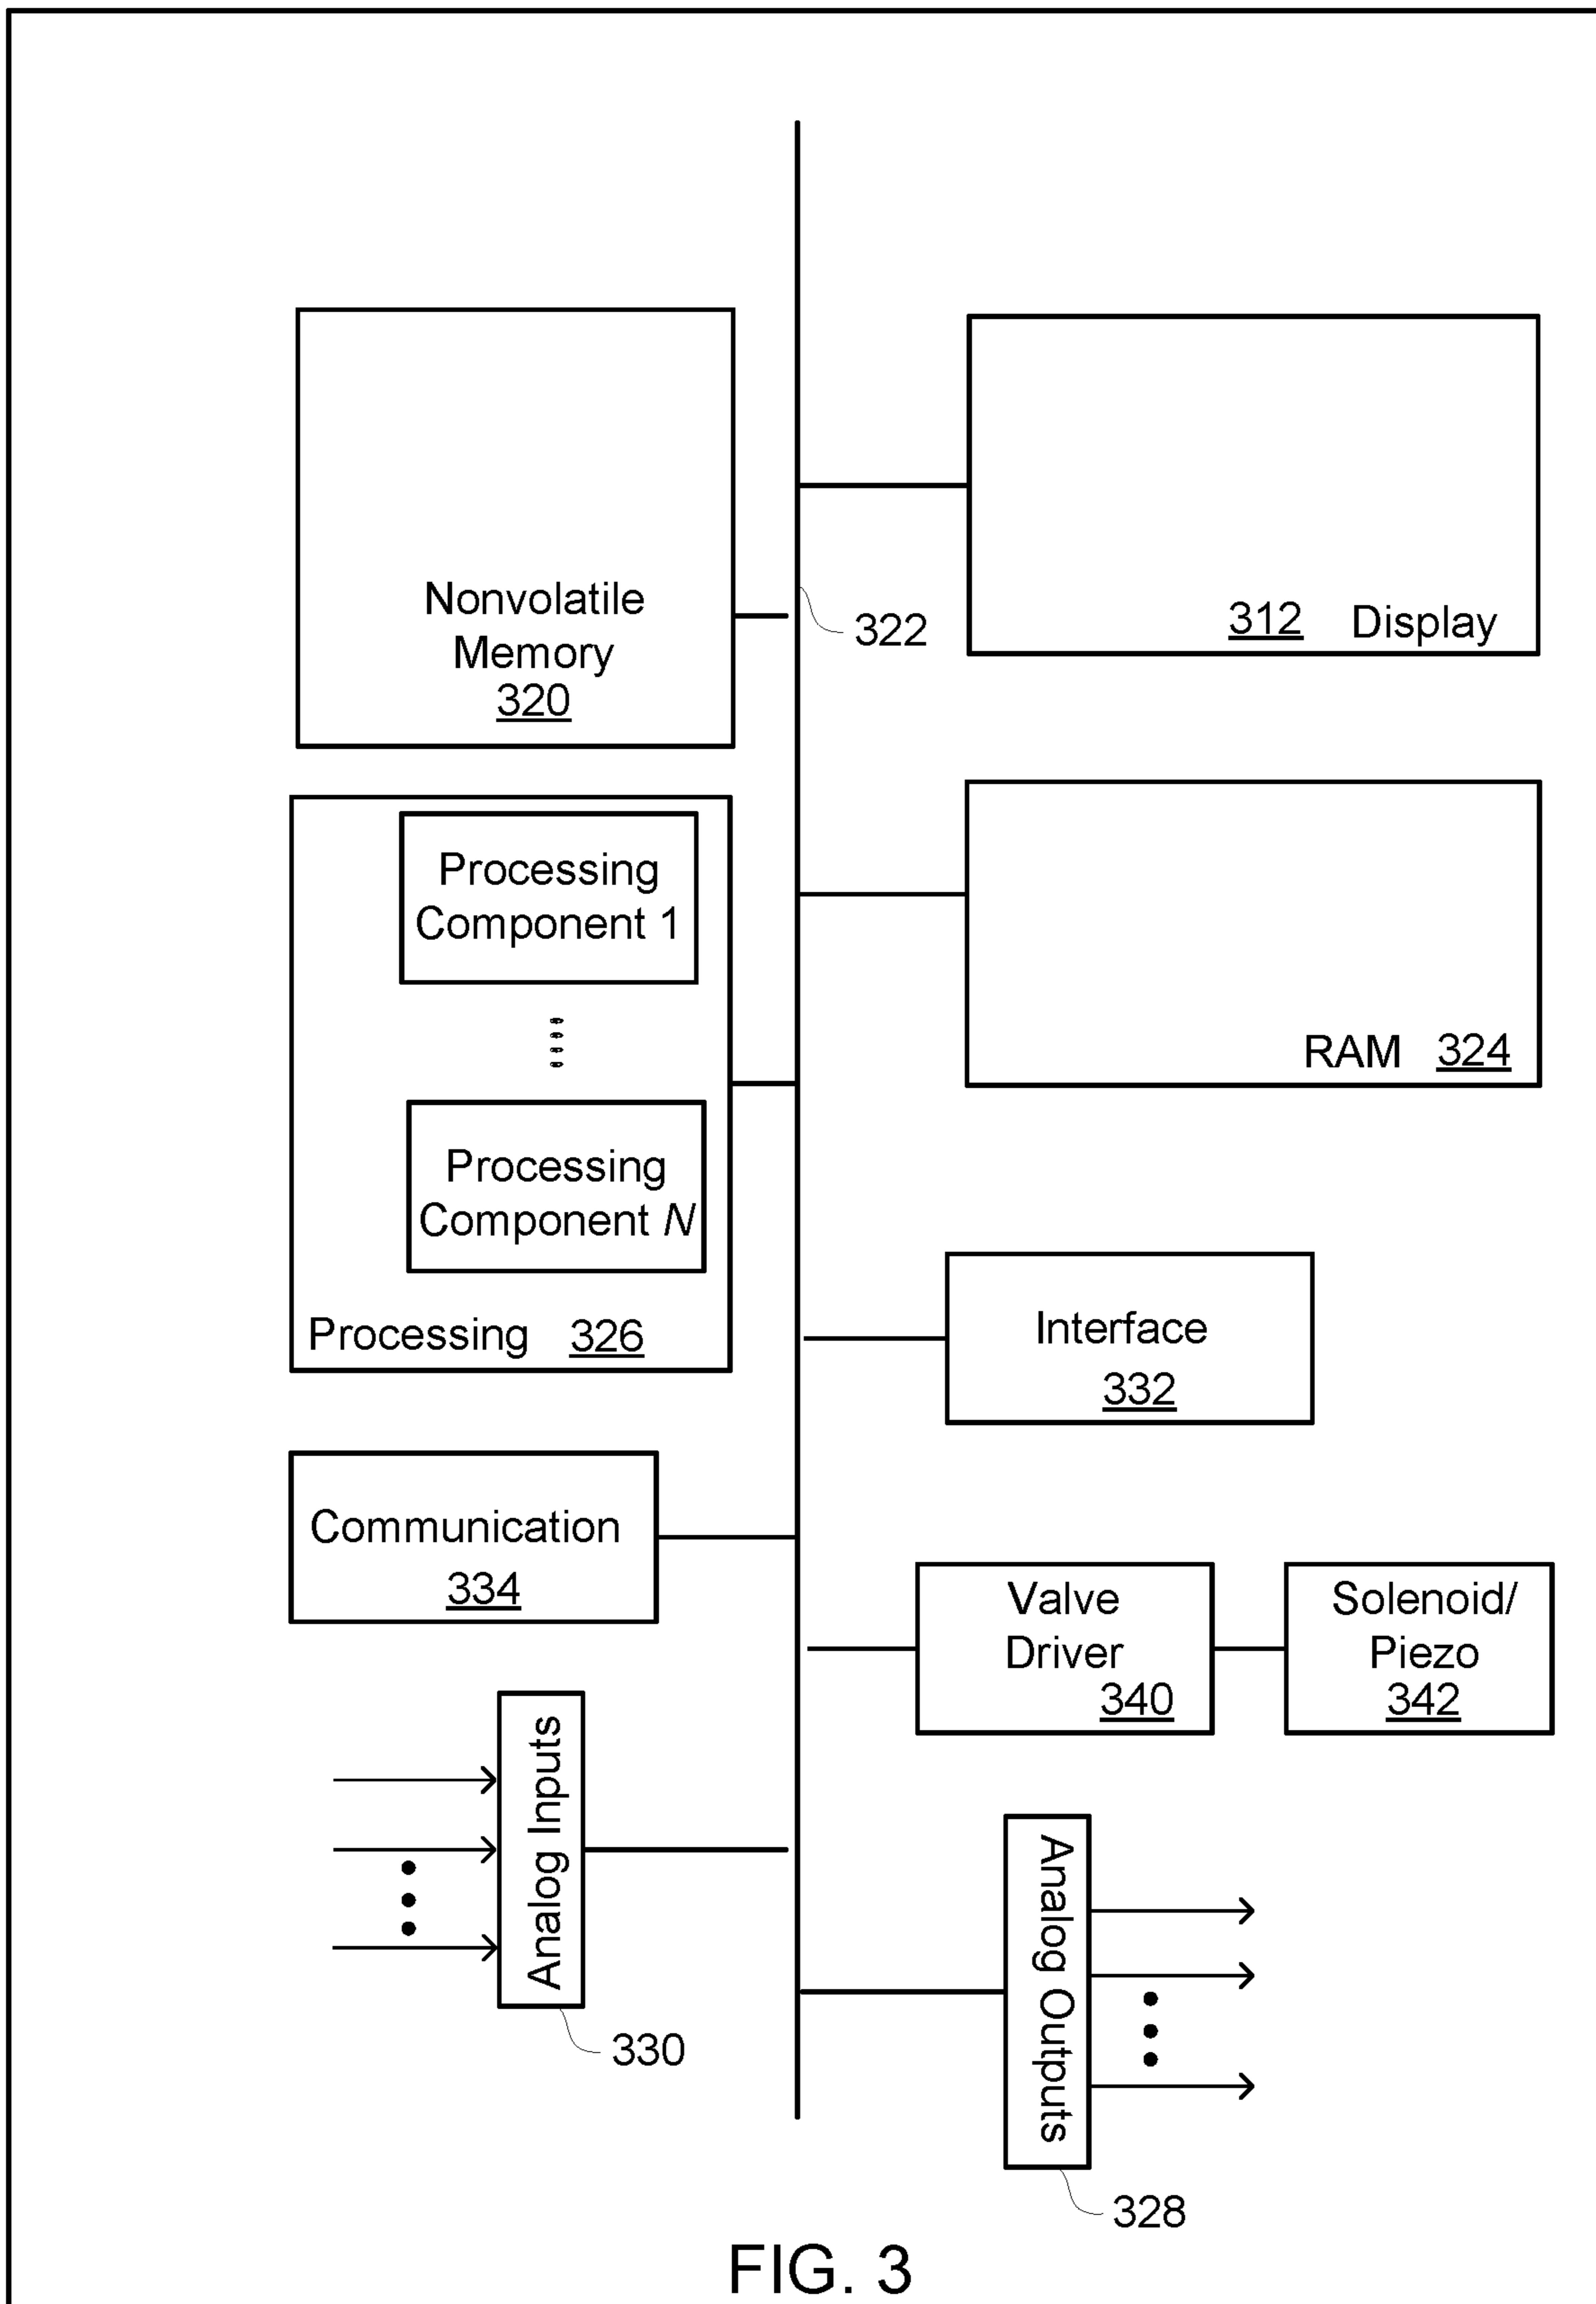 Nonvolatile
Memory
320
322
312 Display
Processing
Component 1
Processing
Component N
Processing 326
RAM 324
Interface
332
Communication
334
Valve
Driver
340
Solenoid/
Piezo
342
Analog Inputs
330
Analog Outputs
328
FIG. 3